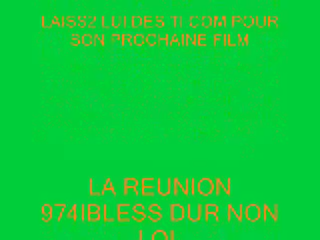 LAISS2 LUI DES TI COM POUR
SON PROCHAINE FILM
LA REUNION
974IBLESS DUR NON
LOL